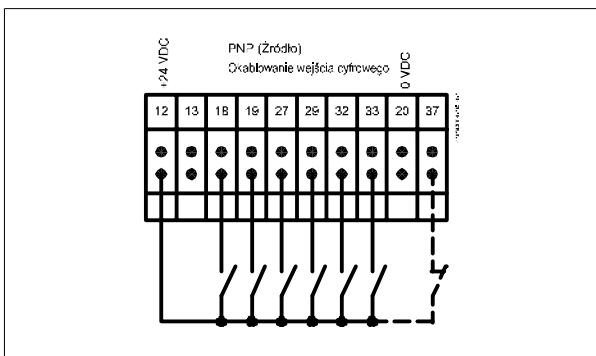 +24 VDC
PNP (Źródło)
Okablowanie wejścia cyfrowego
0 VDC
12 13 18 19 27 29 32 33 20 37